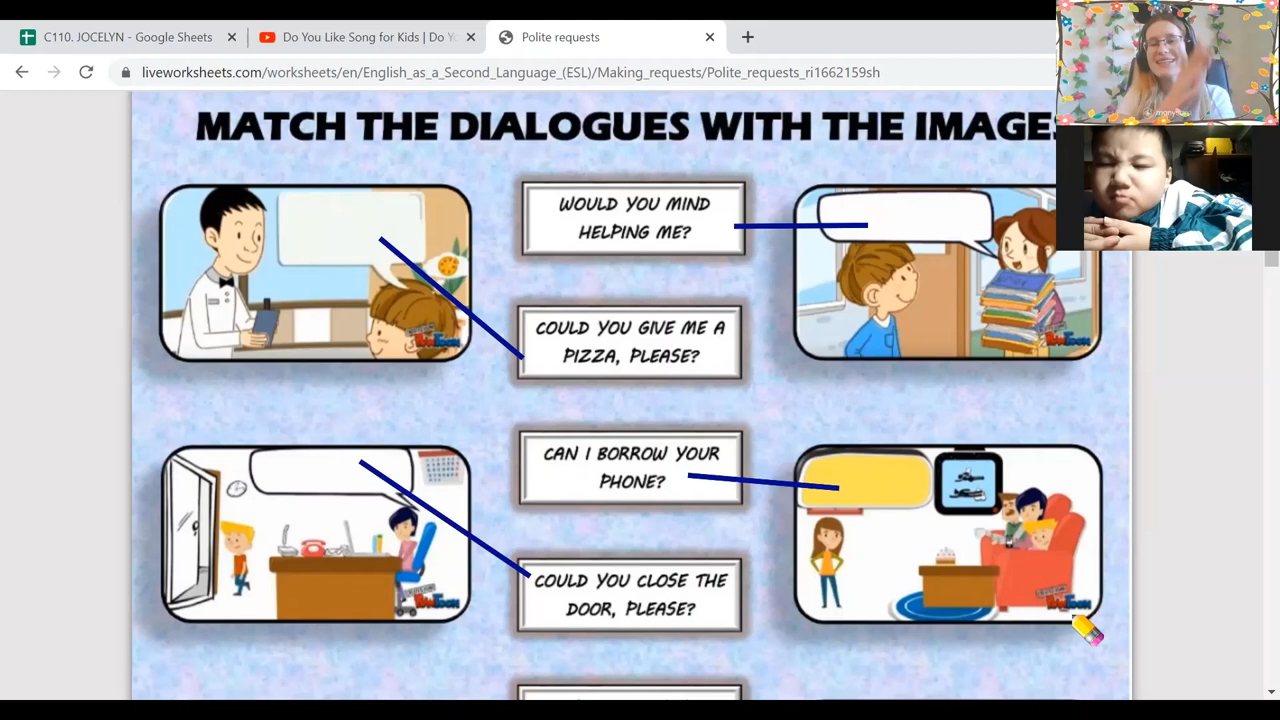 C110. JOCELYN - Google Sheets
Do You Like Song for Kids | Do Yo
Polite requests
liveworksheets.com/worksheets/en/English_as_a_Second_Language_(ESL)/Making_requests/Polite_requests_ri1662159sh
MATCH THE DIALOGUES WITH THE IMAGES
WOULD YOU MIND
HELPING ME?
COULD YOU GIVE ME A
PIZZA, PLEASE?
CAN I BORROW YOUR
PHONE?
COULD YOU CLOSE THE
DOOR, PLEASE?